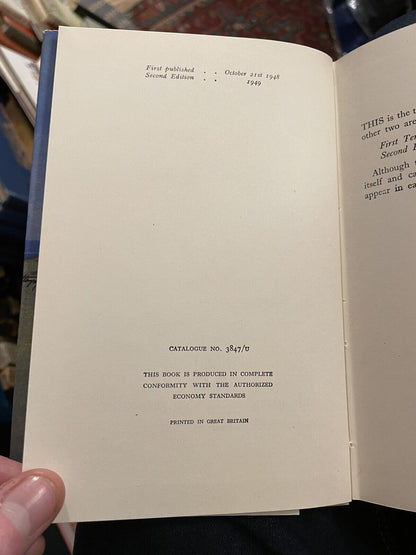 First published . . October 21st 1948
Second Edition . . 1949
CATALOGUE NO. 3847/U
THIS BOOK IS PRODUCED IN COMPLETE
CONFORMITY WITH THE AUTHORIZED
ECONOMY STANDARDS
PRINTED IN GREAT BRITAIN
THIS is the t
other two are
First Ter
Second
Although t
itself and ca
appear in ea